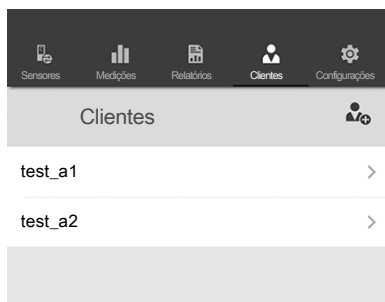 Sensores Medições Relatórios Clientes Configurações
Clientes
test_a1
test_a2